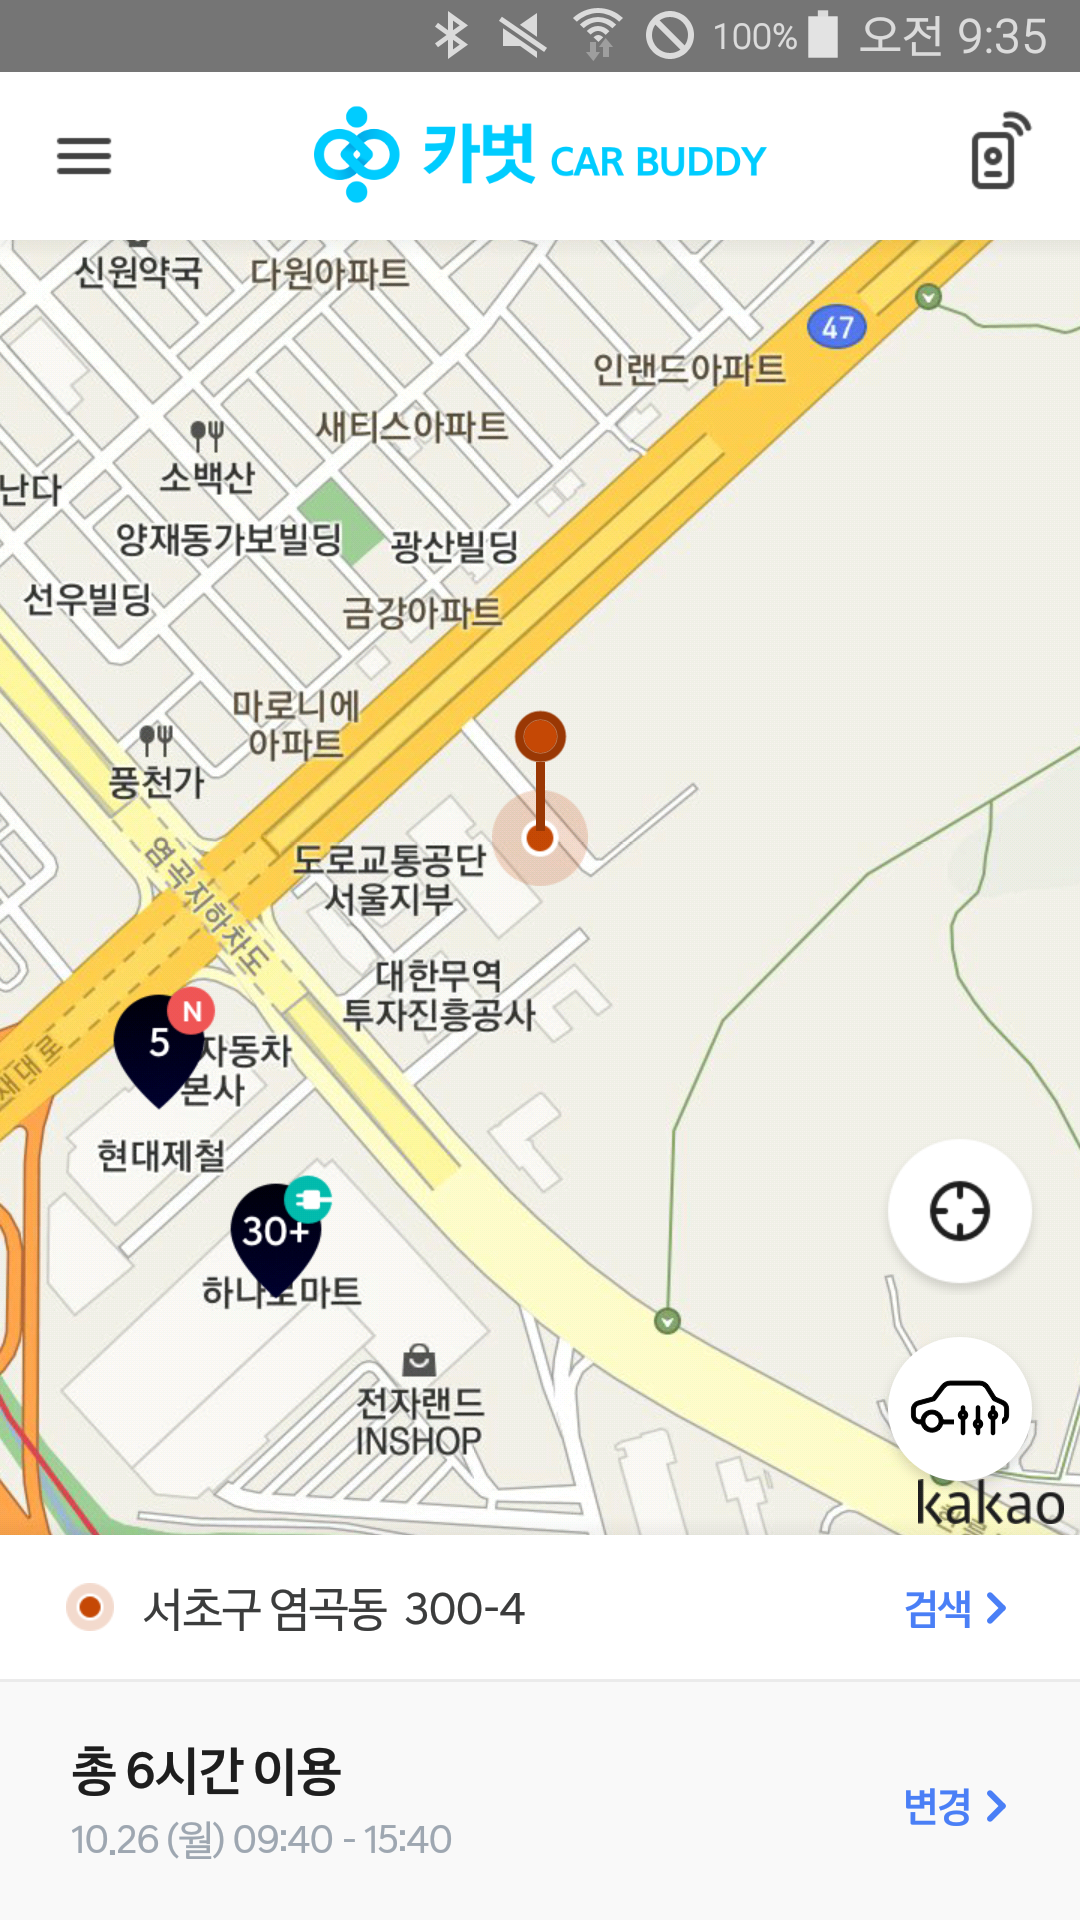 100% 오전 9:35
카벗 CAR BUDDY
신원약국
다원아파트
47
인랜드아파트
새티스아파트
소백산
난다
양재동가보빌딩
광산빌딩
선우빌딩
금강아파트
마로니에
아파트
풍천가
염곡지하차도
도로교통공단
서울지부
대한무역
투자진흥공사
N
5
자동차
본사
현대제철
30+
하나로마트
전자랜드
INSHOP
kakao
서초구 염곡동 300-4
검색
총 6시간 이용
10.26 (월) 09:40 - 15:40
변경